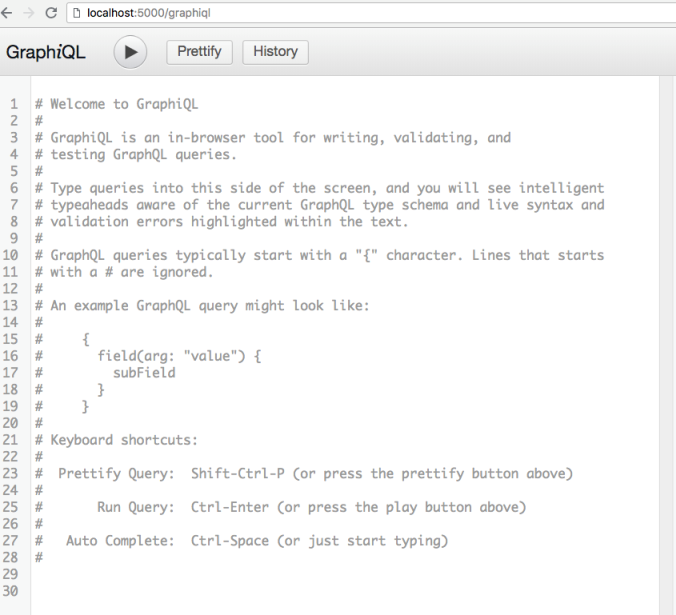 localhost:5000/graphiql
GraphiQL Prettify History
1 # Welcome to GraphiQL
2 #
3 # GraphiQL is an in-browser tool for writing, validating, and
4 # testing GraphQL queries.
5 #
6 # Type queries into this side of the screen, and you will see intelligent
7 # typeaheads aware of the current GraphQL type schema and live syntax and
8 # validation errors highlighted within the text.
9 #
10 # GraphQL queries typically start with a "{" character. Lines that starts
11 # with a # are ignored.
12 #
13 # An example GraphQL query might look like:
14 #
15 #     {
16 #       field(arg: "value") {
17 #         subField
18 #       }
19 #     }
20 #
21 # Keyboard shortcuts:
22 #
23 #  Prettify Query:  Shift-Ctrl-P (or press the prettify button above)
24 #
25 #       Run Query:  Ctrl-Enter (or press the play button above)
26 #
27 #   Auto Complete:  Ctrl-Space (or just start typing)
28 #
29
30